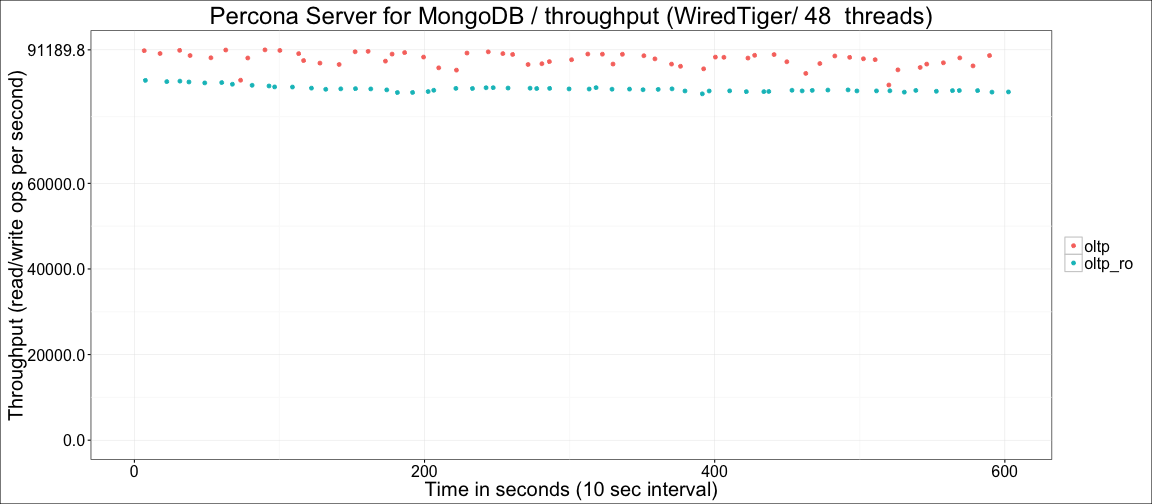 Percona Server for MongoDB / throughput (WiredTiger/ 48  threads)
Throughput (read/write ops per second)
91189.8
60000.0
40000.0
20000.0
0.0
0 200 400 600
Time in seconds (10 sec interval)
oltp
oltp_ro